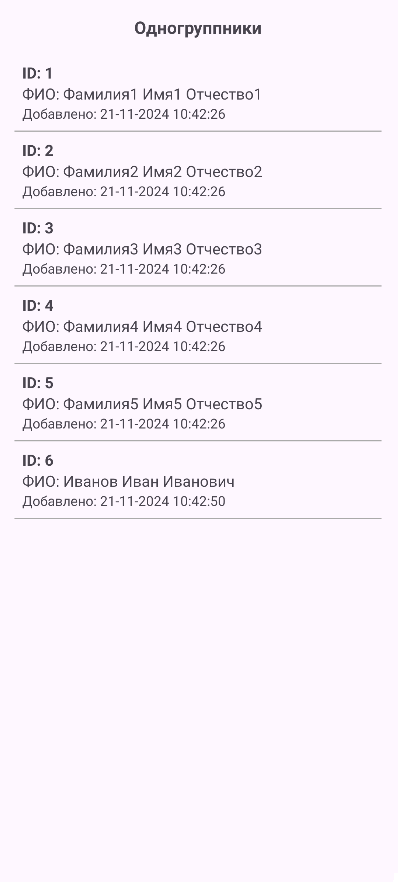 Одногруппники
ID: 1
ФИО: Фамилия1 Имя1 Отчество1
Добавлено: 21-11-2024 10:42:26
ID: 2
ФИО: Фамилия2 Имя2 Отчество2
Добавлено: 21-11-2024 10:42:26
ID: 3
ФИО: Фамилия3 Имя3 Отчество3
Добавлено: 21-11-2024 10:42:26
ID: 4
ФИО: Фамилия4 Имя4 Отчество4
Добавлено: 21-11-2024 10:42:26
ID: 5
ФИО: Фамилия5 Имя5 Отчество5
Добавлено: 21-11-2024 10:42:26
ID: 6
ФИО: Иванов Иван Иванович
Добавлено: 21-11-2024 10:42:50